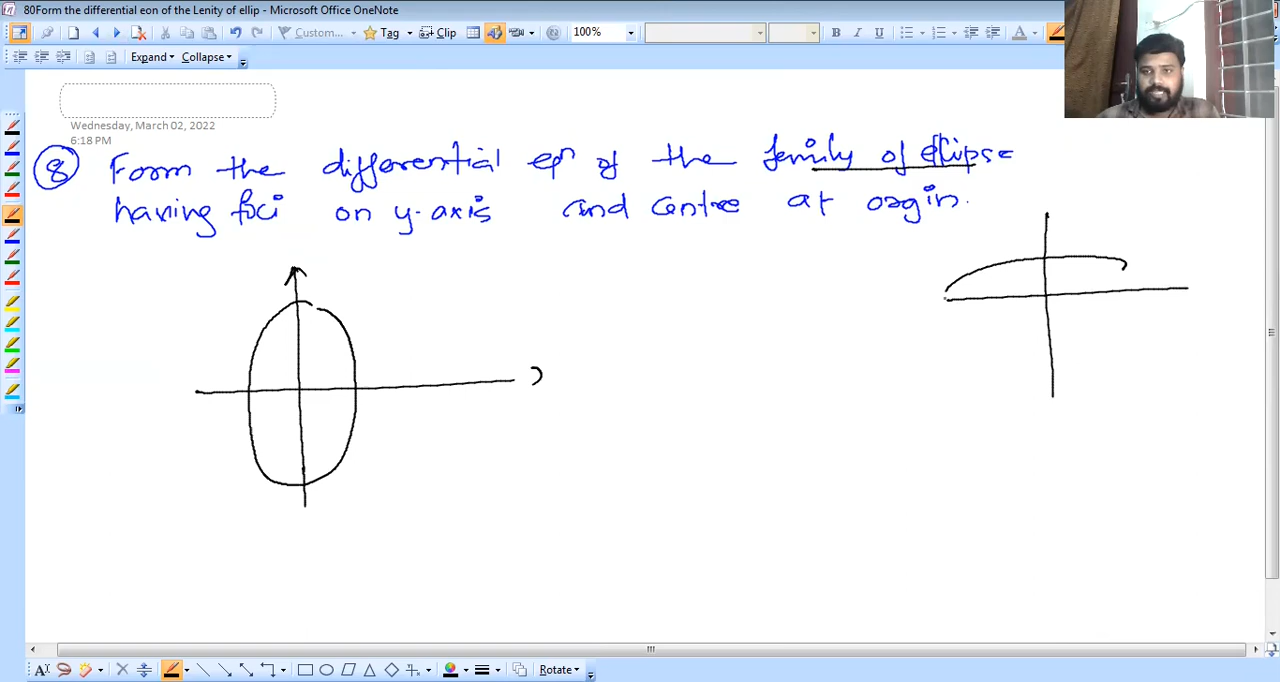 80Form the differential eon of the Lenity of ellip - Microsoft Office OneNote
Custom...
Tag
Clip
100%
B I U
A
Expand Collapse
Wednesday, March 02, 2022
6:18 PM
8 Form the differential eqn of the family of ellipse
having foci on y-axis and centre at origin.
Rotate